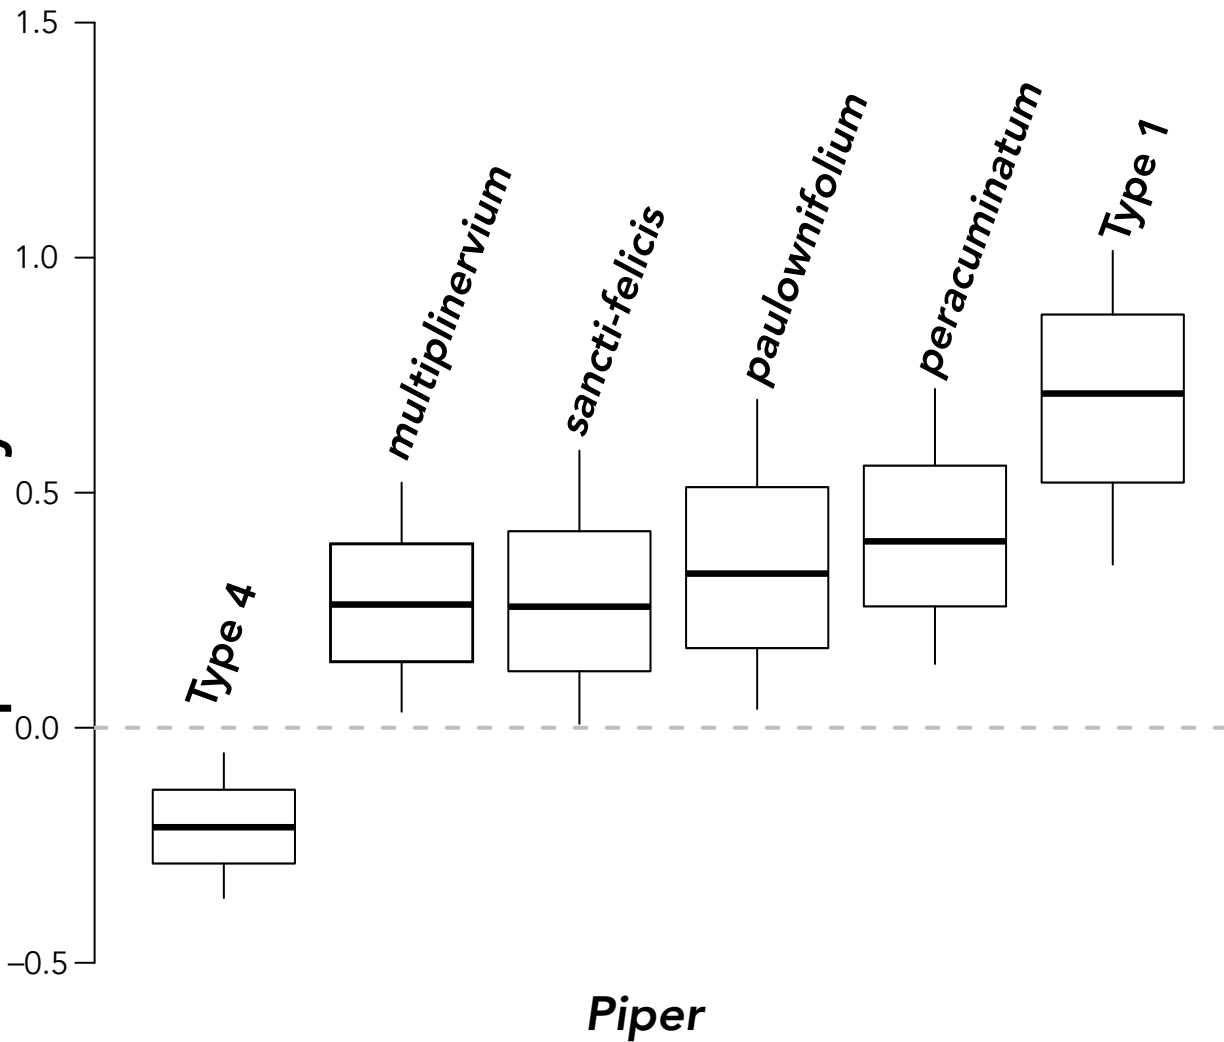 1.5
1.0
0.5
0.0
–0.5
Type 4
multiplinervium
sancti-felicis
paulownifolium
peracuminatum
Type 1
Piper